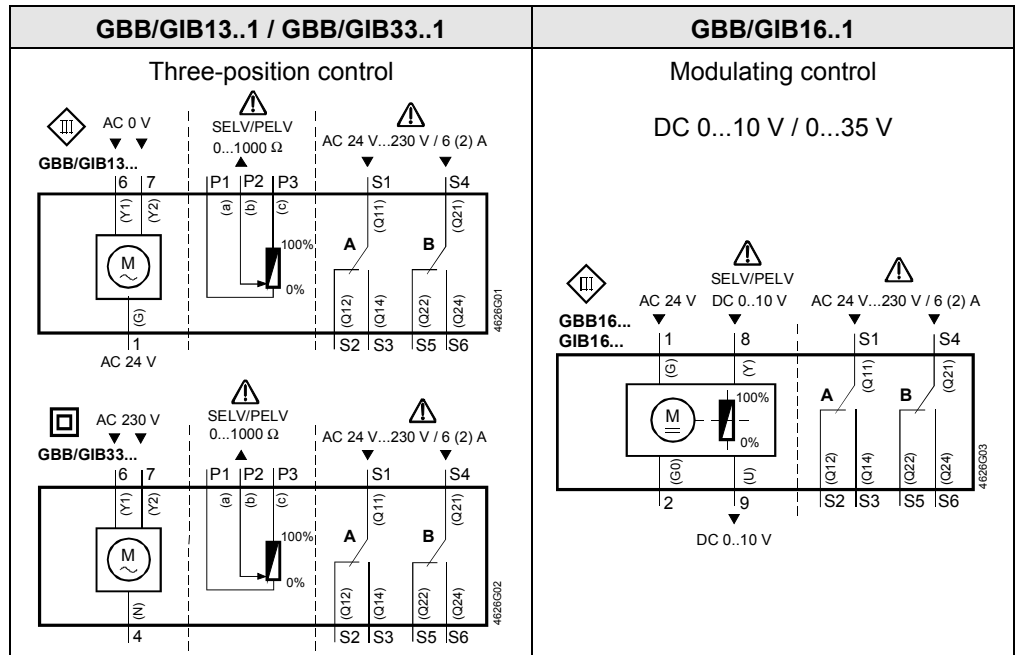 GBB/GIB13..1 / GBB/GIB33..1
Three-position control
III
AC 0 V
SELV/PELV
0...1000 Ω
AC 24 V...230 V / 6 (2) A
GBB/GIB13...
6 7 P1 P2 P3 S1 S4
(Y1) (Y2) (a) (b) (c) (Q11) (Q21)
M
~
100%
0%
A B
(G) (Q12) (Q14) (Q22) (Q24)
1 S2 S3 S5 S6
AC 24 V
4626G01
AC 230 V
SELV/PELV
0...1000 Ω
AC 24 V...230 V / 6 (2) A
GBB/GIB33...
6 7 P1 P2 P3 S1 S4
(Y1) (Y2) (a) (b) (c) (Q11) (Q21)
M
~
100%
0%
A B
(N) (Q12) (Q14) (Q22) (Q24)
4 S2 S3 S5 S6
4626G02
GBB/GIB16..1
Modulating control
DC 0...10 V / 0...35 V
III
SELV/PELV
AC 24 V DC 0..10 V AC 24 V...230 V / 6 (2) A
GBB16...
GIB16...
1 8 S1 S4
(G) (Y) (Q11) (Q21)
M
=
100%
0%
A B
(G0) (U) (Q12) (Q14) (Q22) (Q24)
2 9 S2 S3 S5 S6
DC 0..10 V
4626G03